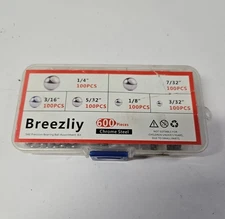 1/4"
100PCS
7/32"
100PCS
3/16"
100PCS
5/32"
100PCS
1/8"
100PCS
3/32"
100PCS
Breezliy
600 Pieces
Chrome Steel